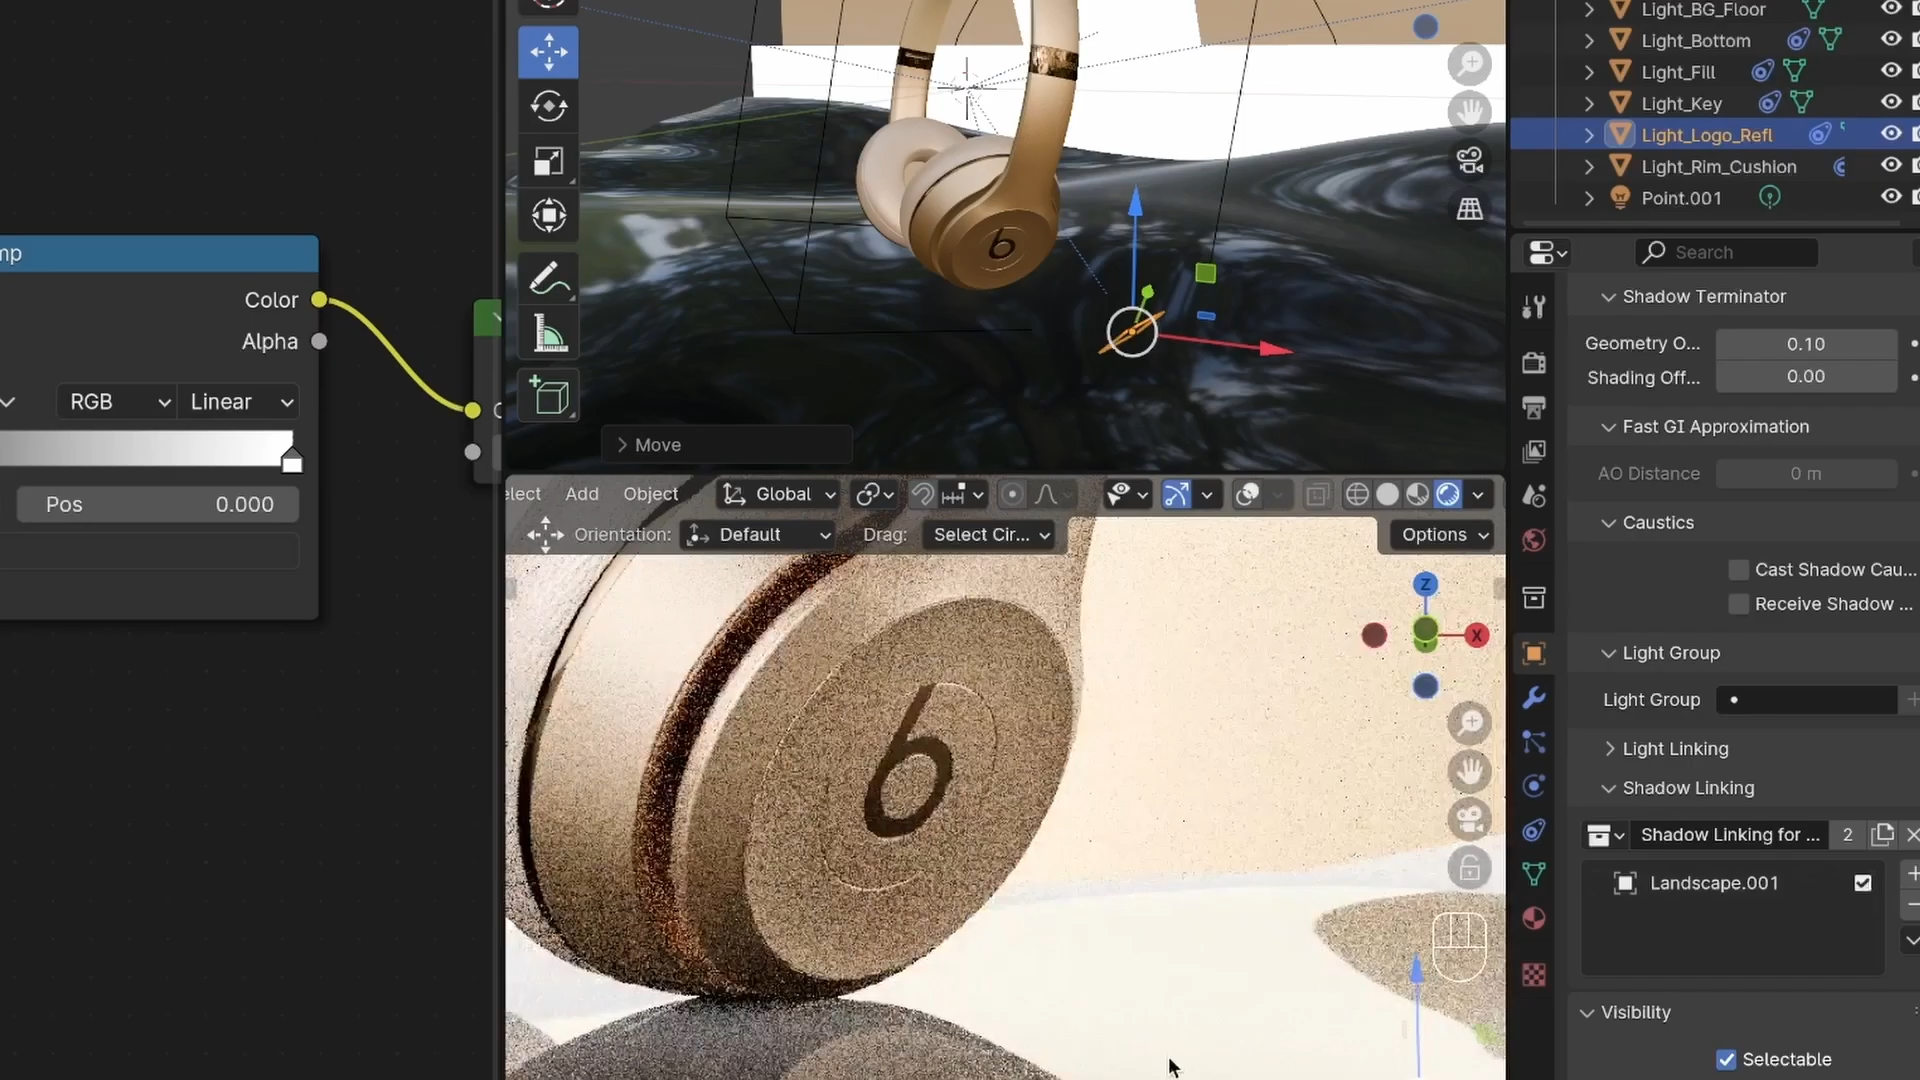 mp
Color
Alpha
RGB
Linear
Pos
0.000
Move
elect
Add
Object
Global
Orientation:
Default
Drag:
Select Cir...
Options
Z
X
b
b
Light_BG_Floor
Light_Bottom
Light_Fill
Light_Key
Light_Logo_Refl
Light_Rim_Cushion
Point.001
Search
Shadow Terminator
Geometry O...
0.10
Shading Off...
0.00
Fast GI Approximation
AO Distance
0 m
Caustics
Cast Shadow Cau...
Receive Shadow ...
Light Group
Light Group
Light Linking
Shadow Linking
Shadow Linking for ...
2
Landscape.001
Visibility
Selectable